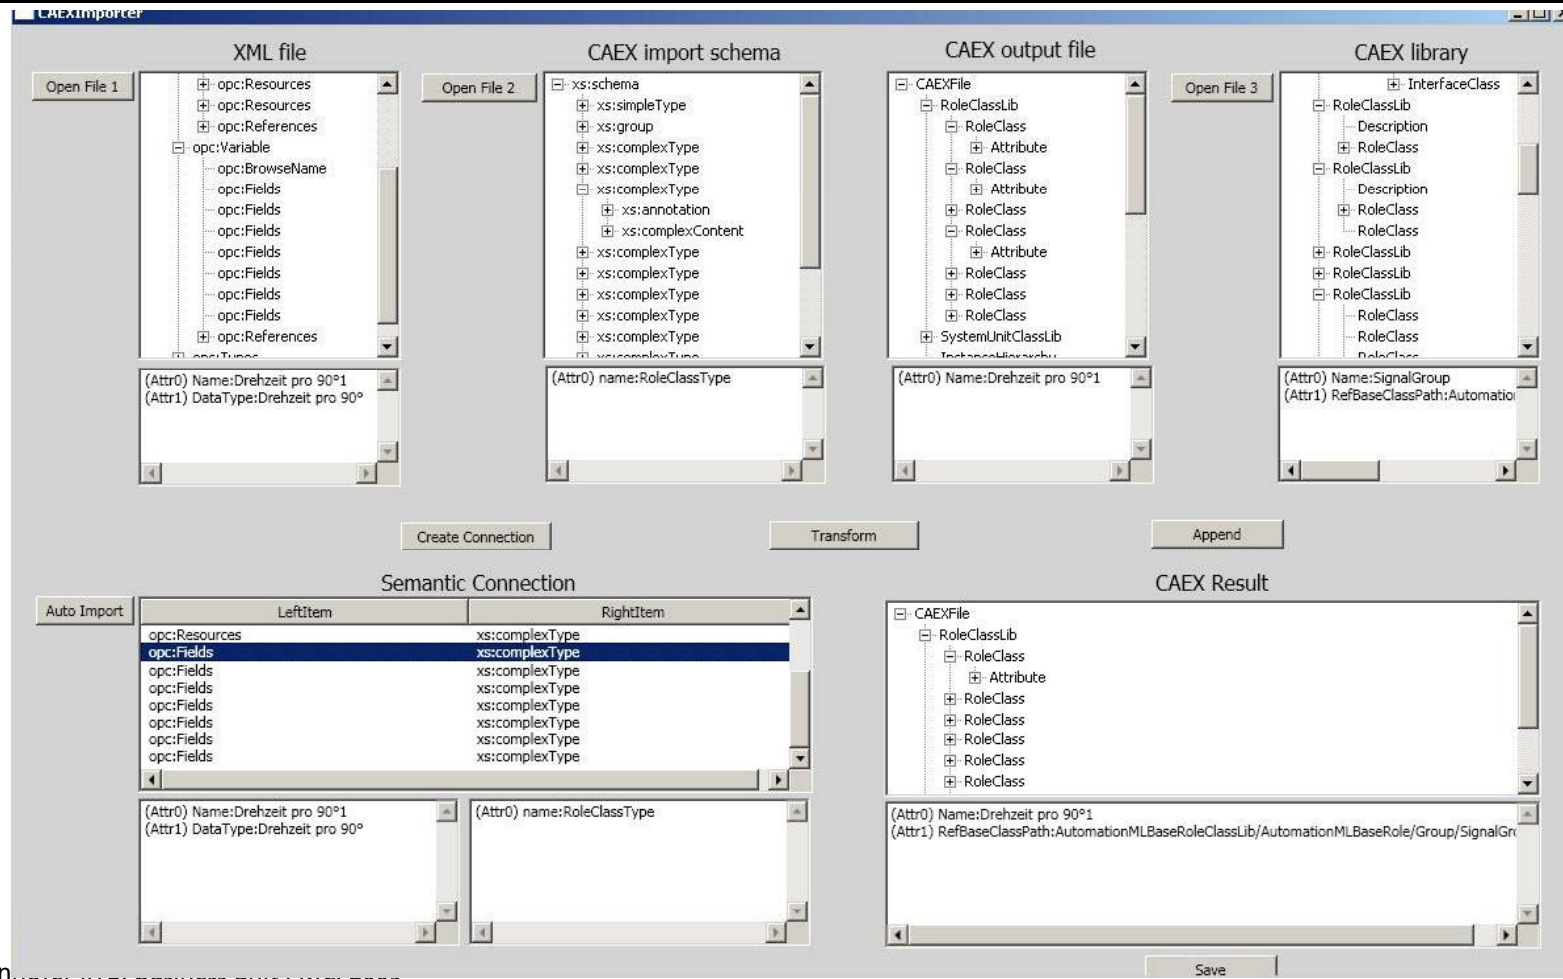 CAEXImporter
XML file
CAEX import schema
CAEX output file
CAEX library
Open File 1
opc:Resources
opc:Resources
opc:References
opc:Variable
opc:BrowseName
opc:Fields
opc:Fields
opc:Fields
opc:Fields
opc:Fields
opc:Fields
opc:Fields
opc:References
opc:Types
(Attr0) Name:Drehzeit pro 90°1
(Attr1) DataType:Drehzeit pro 90°
Open File 2
xs:schema
xs:simpleType
xs:group
xs:complexType
xs:complexType
xs:complexType
xs:annotation
xs:complexContent
xs:complexType
xs:complexType
xs:complexType
xs:complexType
xs:complexType
xs:complexType
(Attr0) name:RoleClassType
CAEXFile
RoleClassLib
RoleClass
Attribute
RoleClass
Attribute
RoleClass
RoleClass
Attribute
RoleClass
RoleClass
RoleClass
SystemUnitClassLib
InstanceHierarchy
(Attr0) Name:Drehzeit pro 90°1
Open File 3
InterfaceClass
RoleClassLib
Description
RoleClass
RoleClassLib
Description
RoleClass
RoleClass
RoleClassLib
RoleClassLib
RoleClassLib
RoleClass
RoleClass
RoleClass
(Attr0) Name:SignalGroup
(Attr1) RefBaseClassPath:Automation
Create Connection
Transform
Append
Semantic Connection
Auto Import
LeftItem RightItem
opc:Resources xs:complexType
opc:Fields xs:complexType
opc:Fields xs:complexType
opc:Fields xs:complexType
opc:Fields xs:complexType
opc:Fields xs:complexType
opc:Fields xs:complexType
opc:Fields xs:complexType
(Attr0) Name:Drehzeit pro 90°1
(Attr1) DataType:Drehzeit pro 90°
(Attr0) name:RoleClassType
CAEX Result
CAEXFile
RoleClassLib
RoleClass
Attribute
RoleClass
RoleClass
RoleClass
RoleClass
RoleClass
(Attr0) Name:Drehzeit pro 90°1
(Attr1) RefBaseClassPath:AutomationMLBaseRoleClassLib/AutomationMLBaseRole/Group/SignalGro
Save